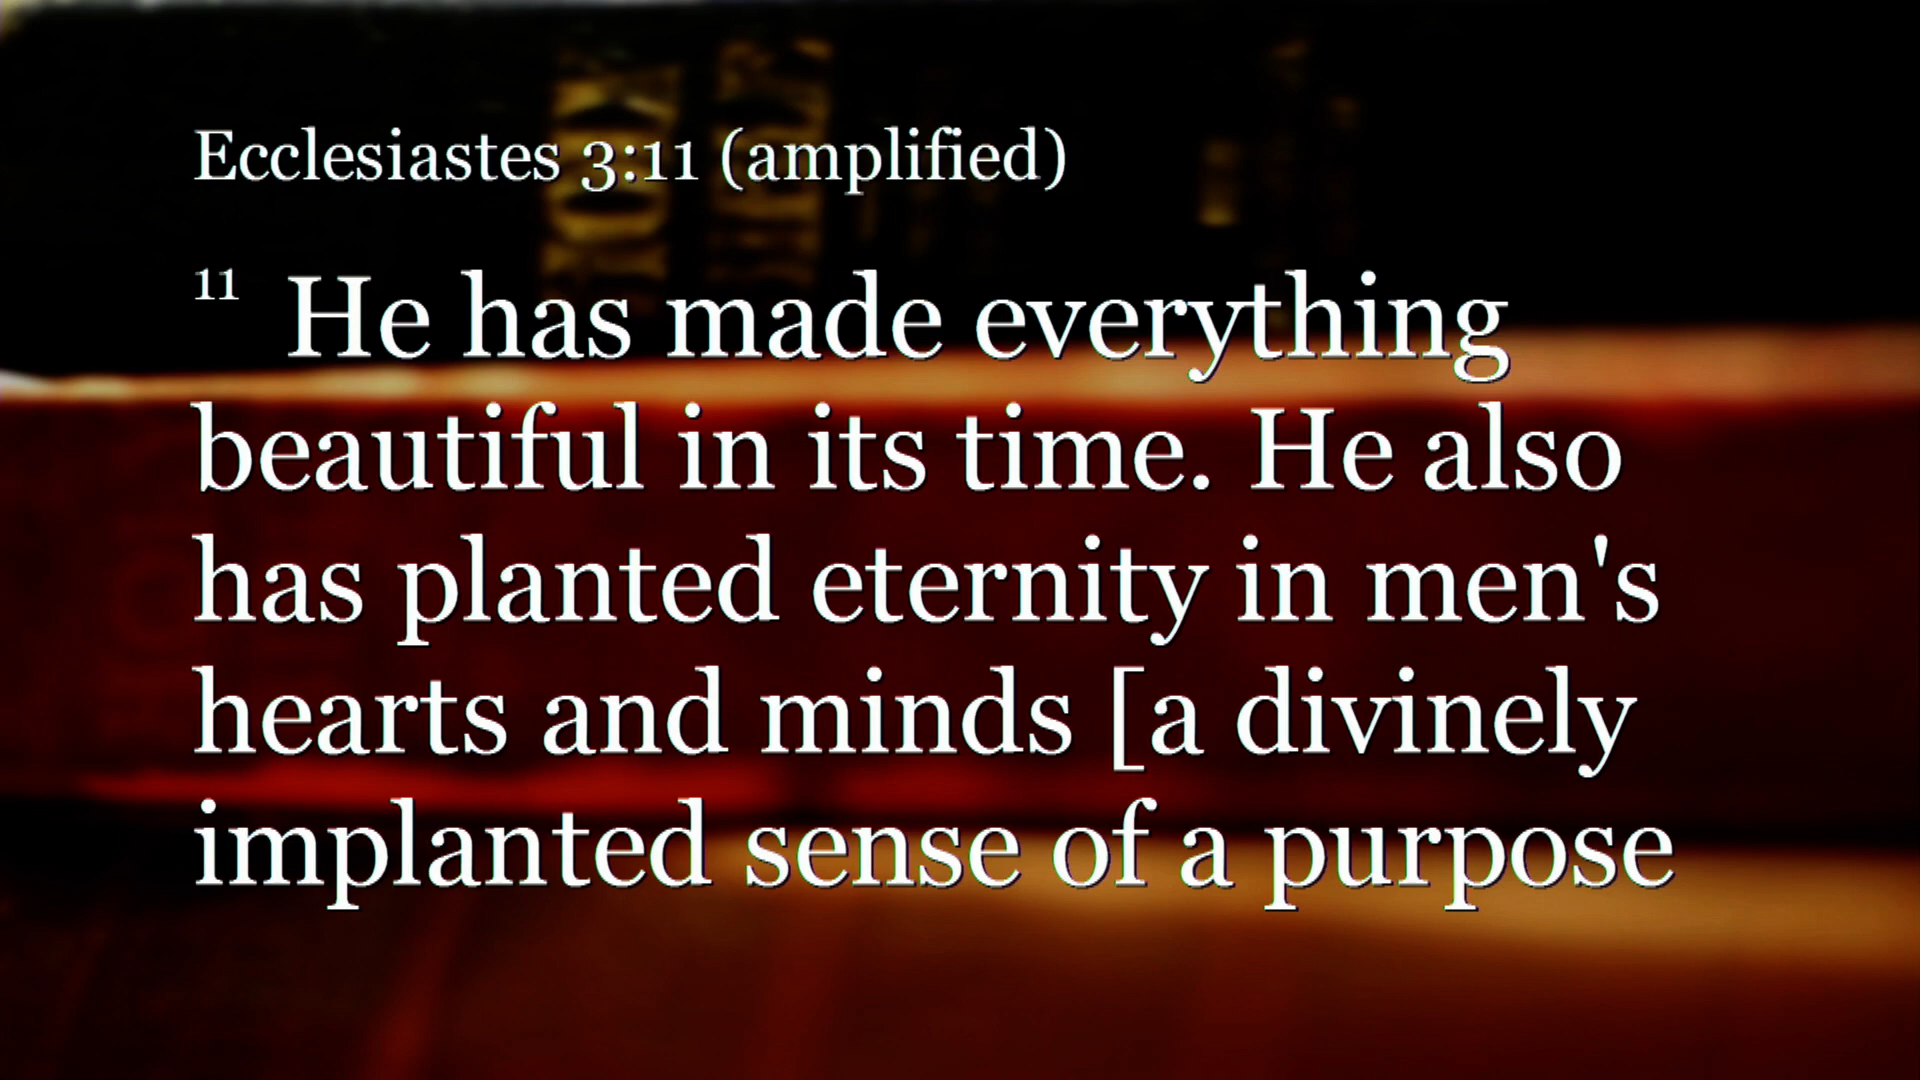 Ecclesiastes 3:11 (amplified)
11 He has made everything
beautiful in its time. He also
has planted eternity in men's
hearts and minds [a divinely
implanted sense of a purpose